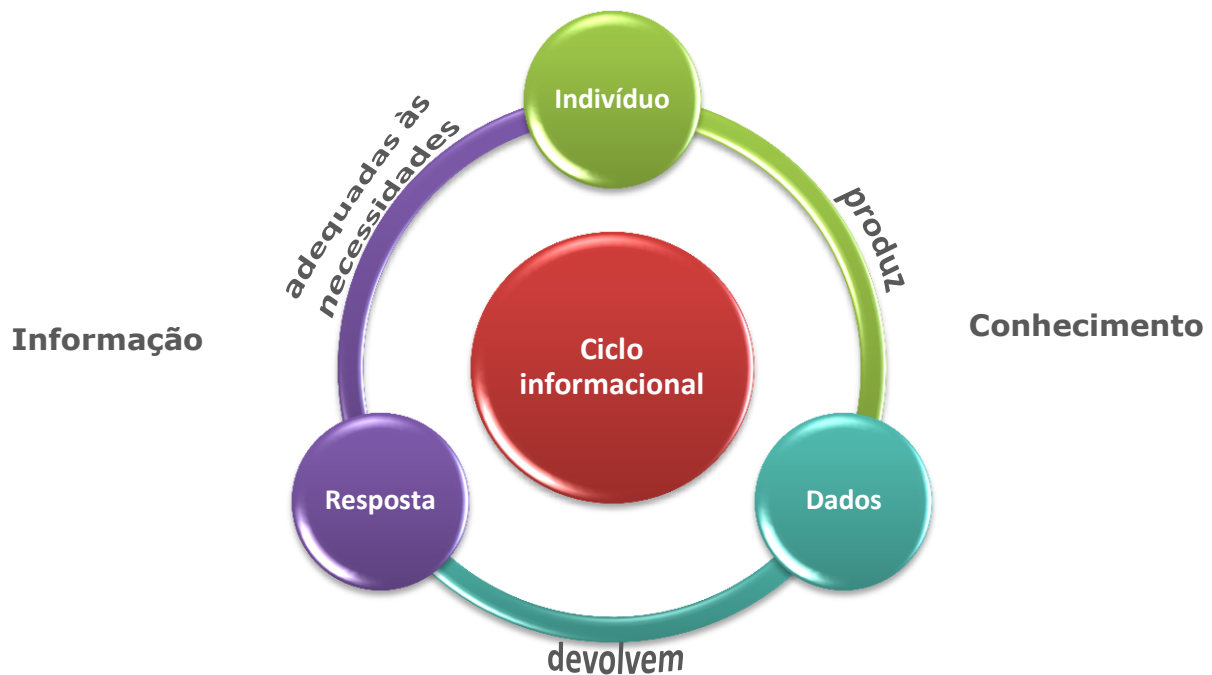 Indivíduo
adequadas às
necessidades
produz
Informação
Conhecimento
Ciclo
informacional
Resposta
Dados
devolvem